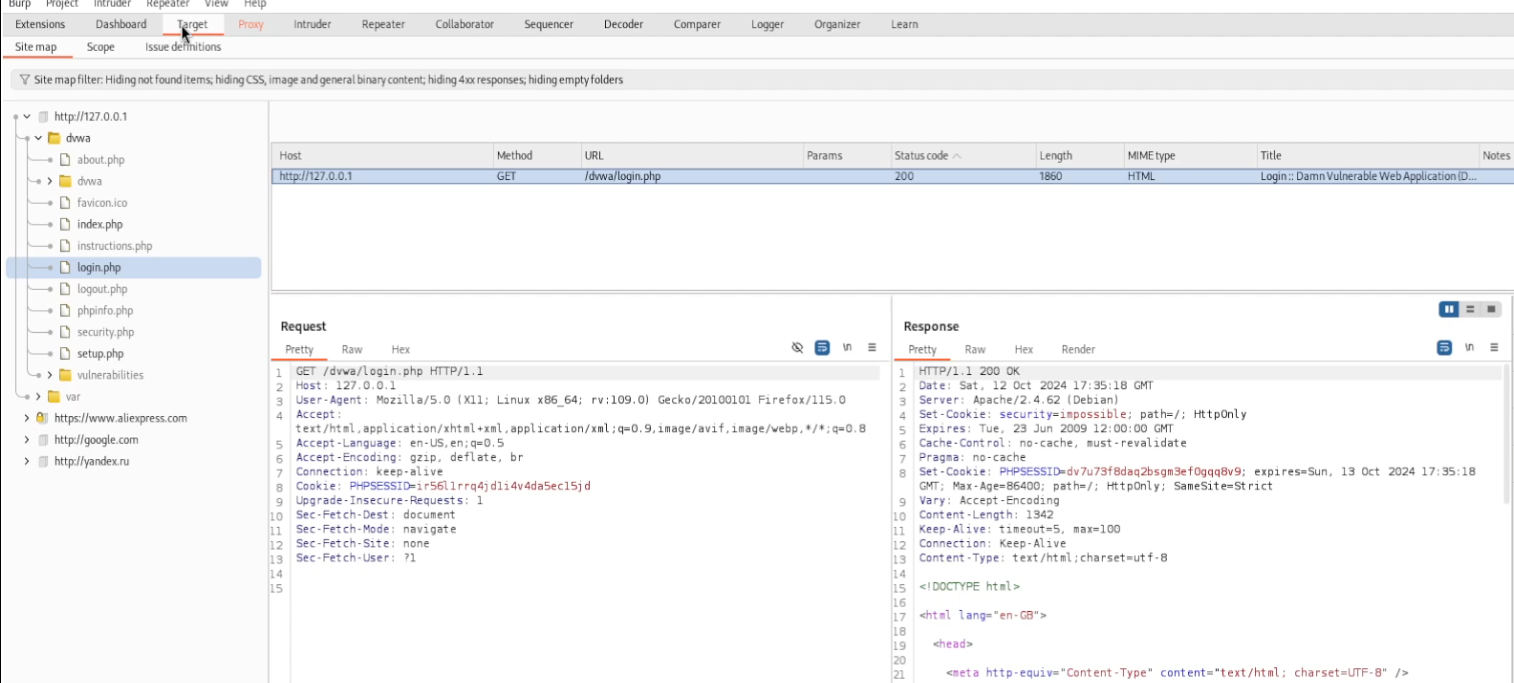 Burp Project Intruder Repeater View Help
Extensions Dashboard Target Proxy Intruder Repeater Collaborator Sequencer Decoder Comparer Logger Organizer Learn
Site map Scope Issue definitions
Site map filter: Hiding not found items; hiding CSS, image and general binary content; hiding 4xx responses; hiding empty folders
http://127.0.0.1
dvwa
about.php
dvwa
favicon.ico
index.php
instructions.php
login.php
logout.php
phpinfo.php
security.php
setup.php
vulnerabilities
var
https://www.aliexpress.com
http://google.com
http://yandex.ru
Host Method URL Params Status code Length MIME type Title Notes
http://127.0.0.1 GET /dvwa/login.php 200 1860 HTML Login :: Damn Vulnerable Web Application (D...
Request
Pretty Raw Hex
\n
1 GET /dvwa/login.php HTTP/1.1
2 Host: 127.0.0.1
3 User-Agent: Mozilla/5.0 (X11; Linux x86_64; rv:109.0) Gecko/20100101 Firefox/115.0
4 Accept:
text/html,application/xhtml+xml,application/xml;q=0.9,image/avif,image/webp,*/*;q=0.8
5 Accept-Language: en-US,en;q=0.5
6 Accept-Encoding: gzip, deflate, br
7 Connection: keep-alive
8 Cookie: PHPSESSID=ir56l1rrq4jd1i4v4da5ec15jd
9 Upgrade-Insecure-Requests: 1
10 Sec-Fetch-Dest: document
11 Sec-Fetch-Mode: navigate
12 Sec-Fetch-Site: none
13 Sec-Fetch-User: ?1
14
15
Response
Pretty Raw Hex Render
\n
1 HTTP/1.1 200 OK
2 Date: Sat, 12 Oct 2024 17:35:18 GMT
3 Server: Apache/2.4.62 (Debian)
4 Set-Cookie: security=impossible; path=/; HttpOnly
5 Expires: Tue, 23 Jun 2009 12:00:00 GMT
6 Cache-Control: no-cache, must-revalidate
7 Pragma: no-cache
8 Set-Cookie: PHPSESSID=dv7u73f8daq2bsgm3ef0gqq8v9; expires=Sun, 13 Oct 2024 17:35:18
GMT; Max-Age=86400; path=/; HttpOnly; SameSite=Strict
9 Vary: Accept-Encoding
10 Content-Length: 1342
11 Keep-Alive: timeout=5, max=100
12 Connection: Keep-Alive
13 Content-Type: text/html;charset=utf-8
14
15 <!DOCTYPE html>
16
17 <html lang="en-GB">
18
19 <head>
20
21 <meta http-equiv="Content-Type" content="text/html; charset=UTF-8" />